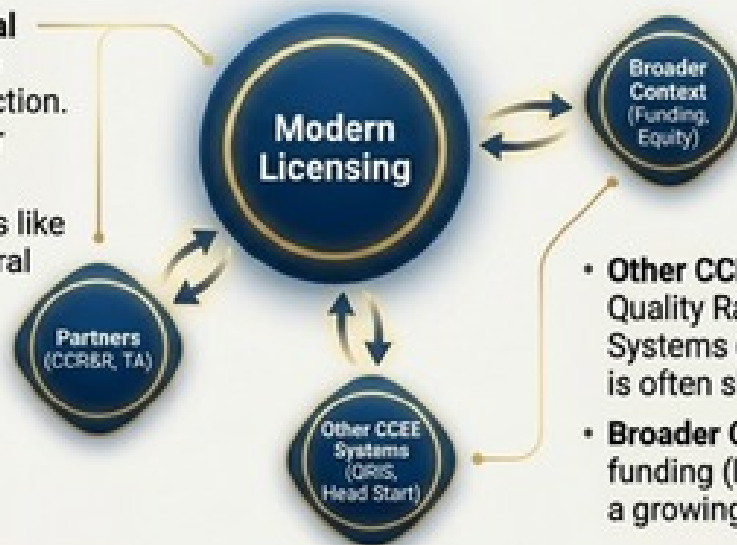 al
ction.
r
s like
ral
Modern
Licensing
Broader
Context
(Funding,
Equity)
Partners
(CCR&R, TA)
Other CCEE
Systems
(QRIS,
Head Start)
• Other CCE
Quality Ra
Systems (
is often s
• Broader C
funding (l
a growing